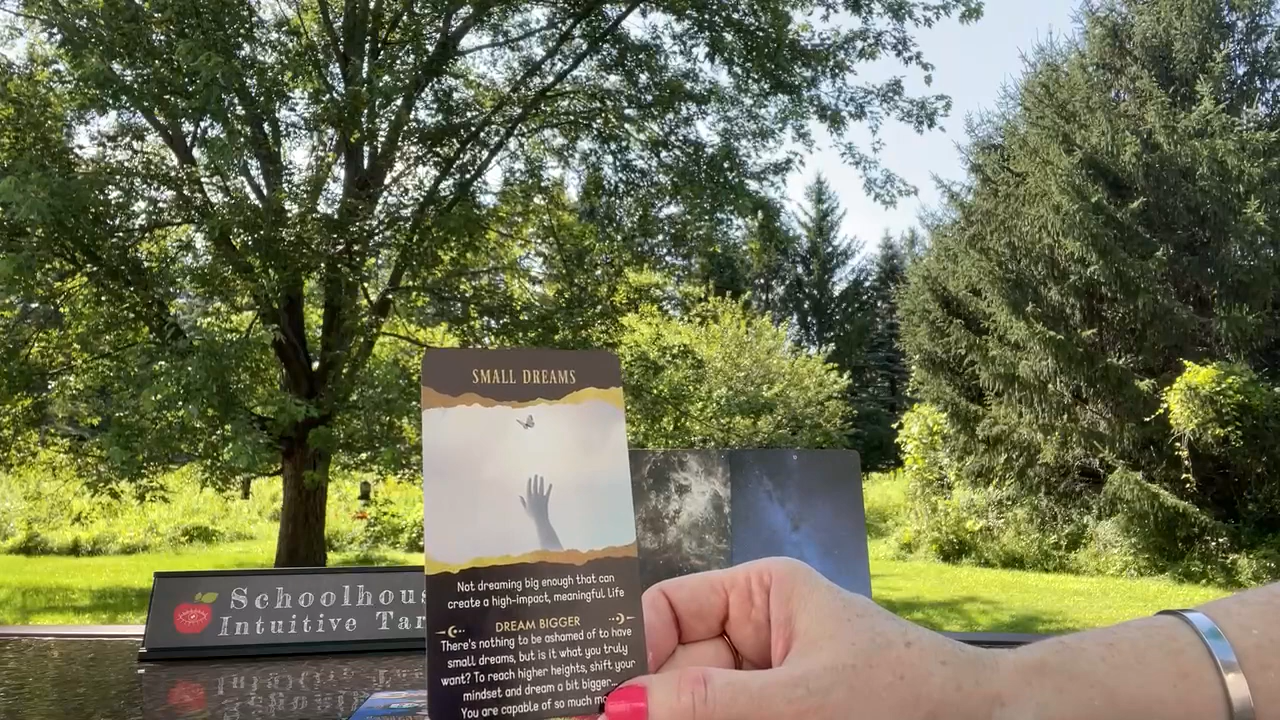 SMALL DREAMS
Not dreaming big enough that can
create a high-impact, meaningful life
DREAM BIGGER
There's nothing to be ashamed of to have
small dreams, but is it what you truly
want? To reach higher heights, shift your
mindset and dream a bit bigger...
You are capable of so much
Intuitive